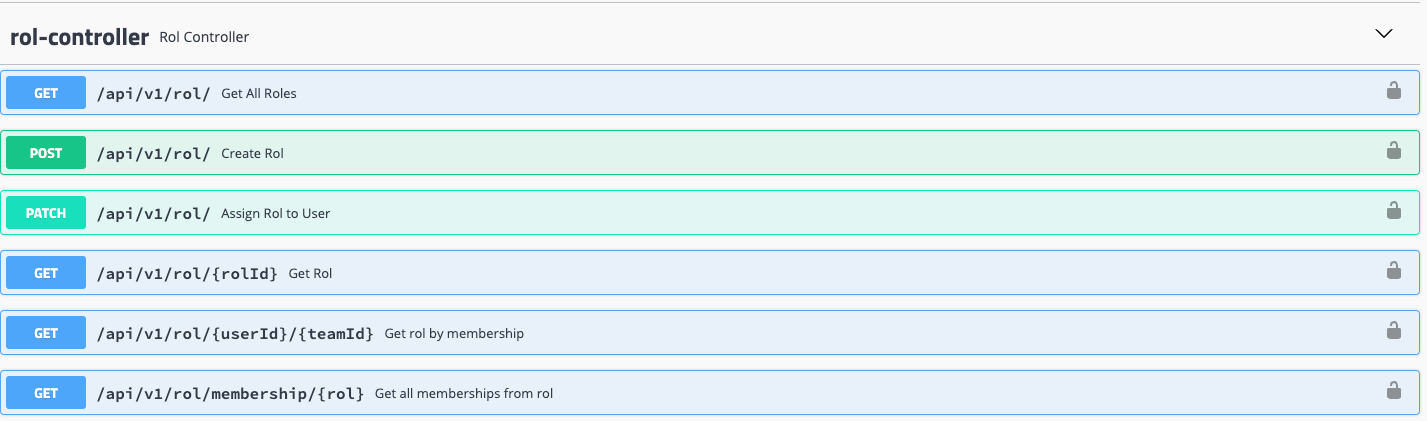 rol-controller Rol Controller
GET /api/v1/rol/ Get All Roles
POST /api/v1/rol/ Create Rol
PATCH /api/v1/rol/ Assign Rol to User
GET /api/v1/rol/{rolId} Get Rol
GET /api/v1/rol/{userId}/{teamId} Get rol by membership
GET /api/v1/rol/membership/{rol} Get all memberships from rol